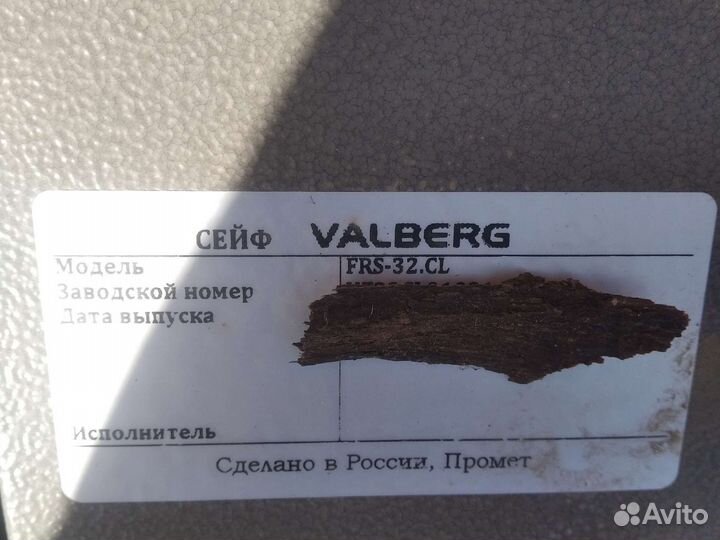 СЕЙФ VALBERG
Модель FRS-32.CL
Заводской номер
Дата выпуска
Исполнитель
Сделано в России, Промет
Avito